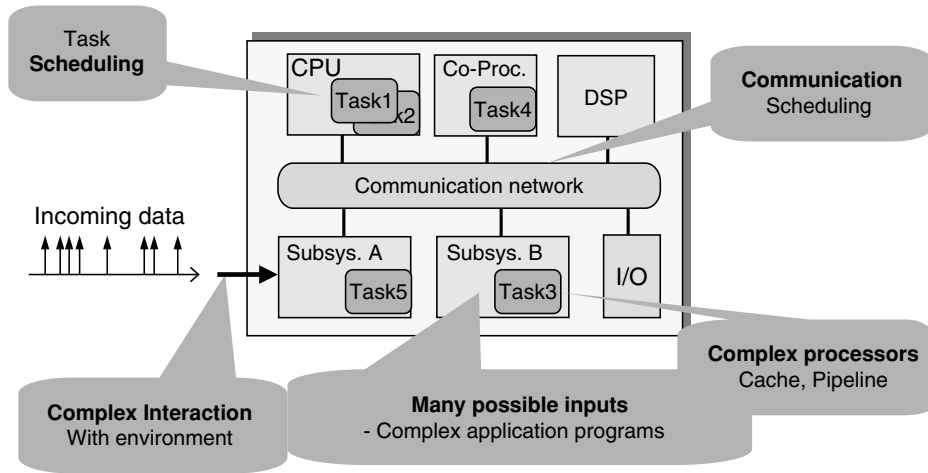 Task
Scheduling
CPU
Task1
Task2
Co-Proc.
Task4
DSP
Communication
Scheduling
Communication network
Incoming data
Subsys. A
Task5
Subsys. B
Task3
I/O
Complex processors
Cache, Pipeline
Complex Interaction
With environment
Many possible inputs
- Complex application programs